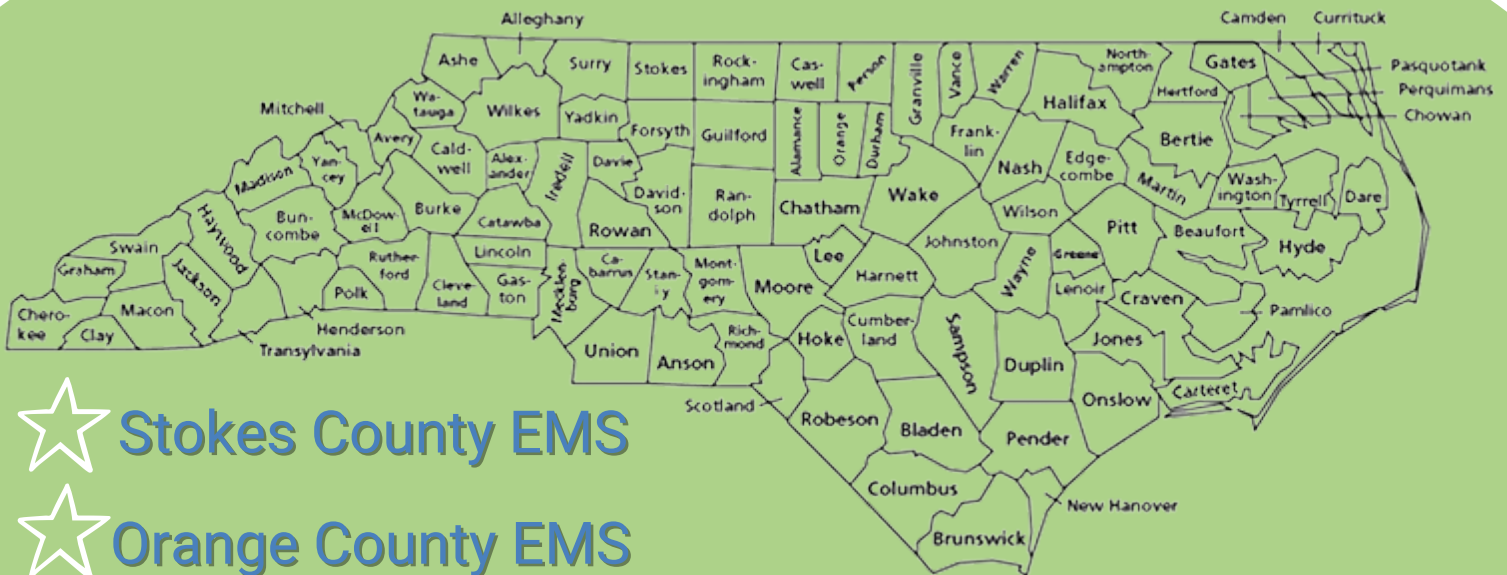 Alleghany
Camden
Currituck
Ashe
Surry
Stokes
Rock-
ingham
Cas-
well
Person
Granville
Vance
Warren
North-
ampton
Gates
Pasquotank
Hertford
Perquimans
Chowan
Mitchell
Wa-
tauga
Wilkes
Yadkin
Forsyth
Guilford
Alamance
Orange
Durham
Frank-
lin
Halifax
Bertie
Avery
Cald-
well
Alex-
ander
Iredell
Davie
David-
son
Ran-
dolph
Chatham
Wake
Nash
Edge-
combe
Martin
Wash-
ington
Tyrrell
Dare
Madison
Yan-
cey
Bun-
combe
McDow-
ell
Burke
Catawba
Rowan
Wilson
Pitt
Beaufort
Hyde
Haywood
Swain
Graham
Jackson
Ruther-
ford
Lincoln
Ca-
barrus
Stan-
ly
Mont-
gom-
ery
Moore
Lee
Harnett
Johnston
Wayne
Greene
Lenoir
Craven
Pamlico
Chero-
kee
Clay
Macon
Polk
Cleve-
land
Gas-
ton
Mecklen-
burg
Henderson
Transylvania
Union
Anson
Rich-
mond
Hoke
Cumber-
land
Sampson
Duplin
Jones
Carteret
Onslow
Scotland
Robeson
Bladen
Pender
Columbus
New Hanover
Brunswick
Stokes County EMS
Orange County EMS